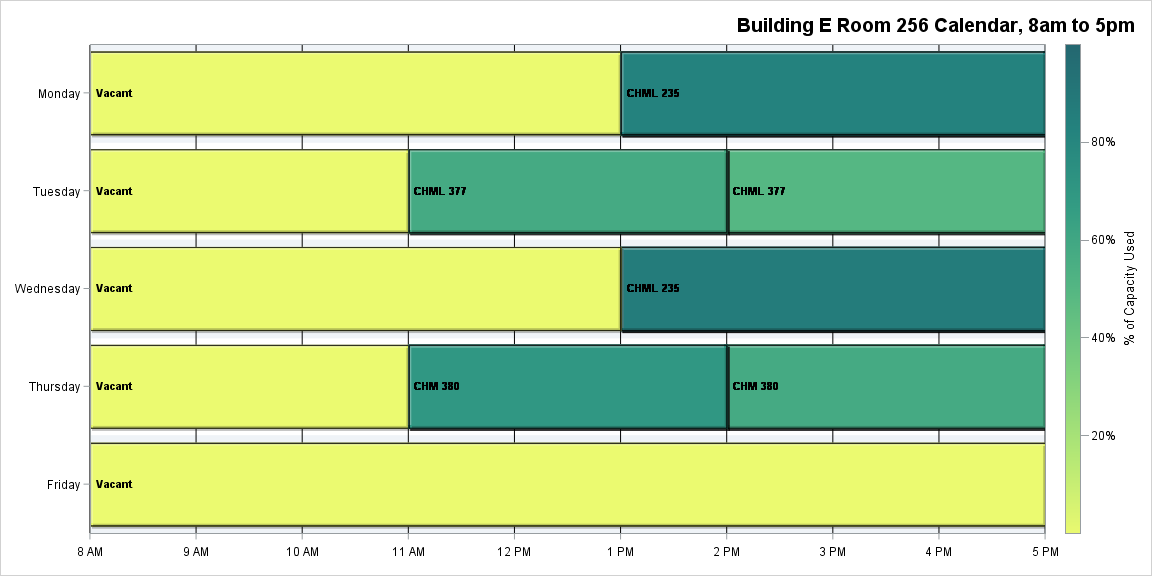 Building E Room 256 Calendar, 8am to 5pm
Monday
Vacant
CHML 235
Tuesday
Vacant
CHML 377
CHML 377
Wednesday
Vacant
CHML 235
Thursday
Vacant
CHM 380
CHM 380
Friday
Vacant
8 AM
9 AM
10 AM
11 AM
12 PM
1 PM
2 PM
3 PM
4 PM
5 PM
80%
60%
40%
20%
% of Capacity Used